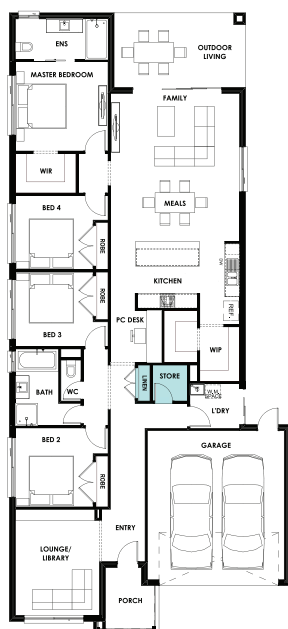 ENS
OUTDOOR
LIVING
MASTER BEDROOM
FAMILY
WIR
BED 4
ROBE
MEALS
ROBE
KITCHEN
REF.
BED 3
PC DESK
WIP
BATH
WC
LINEN
STORE
L'DRY
BED 2
ROBE
GARAGE
ENTRY
LOUNGE/
LIBRARY
PORCH